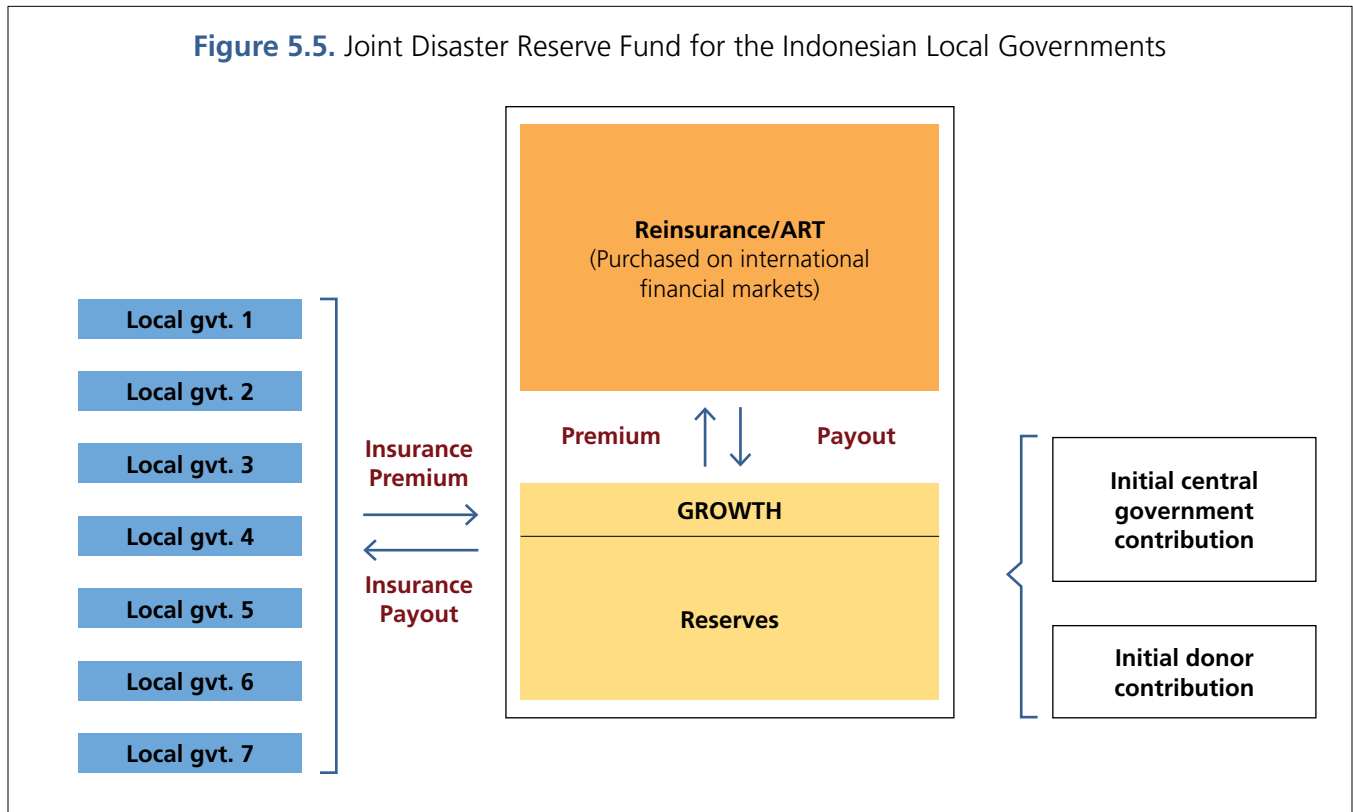 Figure 5.5. Joint Disaster Reserve Fund for the Indonesian Local Governments
Local gvt. 1
Local gvt. 2
Local gvt. 3
Local gvt. 4
Local gvt. 5
Local gvt. 6
Local gvt. 7
Insurance
Premium
Insurance
Payout
Reinsurance/ART
(Purchased on international
financial markets)
Premium
Payout
GROWTH
Reserves
Initial central
government
contribution
Initial donor
contribution